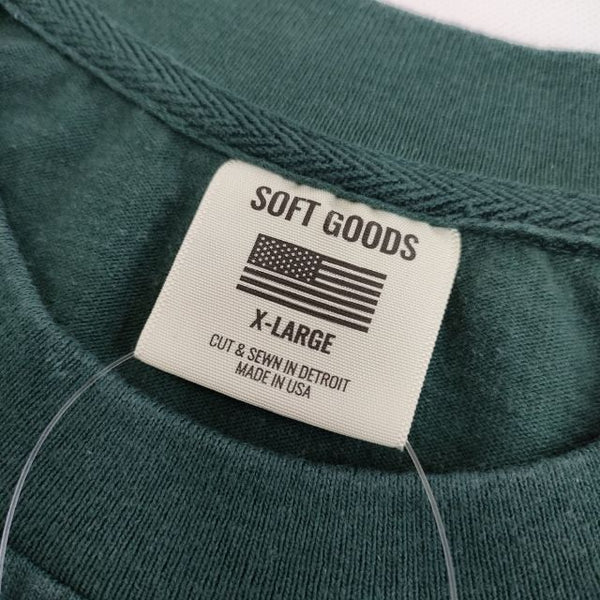 SOFT GOODS
X-LARGE
CUT & SEWN IN DETROIT
MADE IN USA